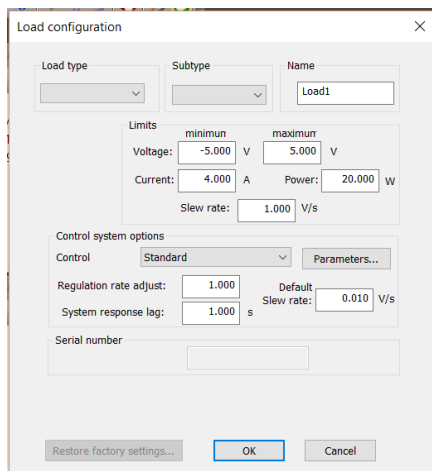 Load configuration
Load type
Subtype
Name
Load1
Limits
minimum maximum
Voltage: -5.000 V 5.000 V
Current: 4.000 A Power: 20.000 W
Slew rate: 1.000 V/s
Control system options
Control Standard Parameters...
Regulation rate adjust: 1.000
Default
Slew rate: 0.010 V/s
System response lag: 1.000 s
Serial number
Restore factory settings... OK Cancel